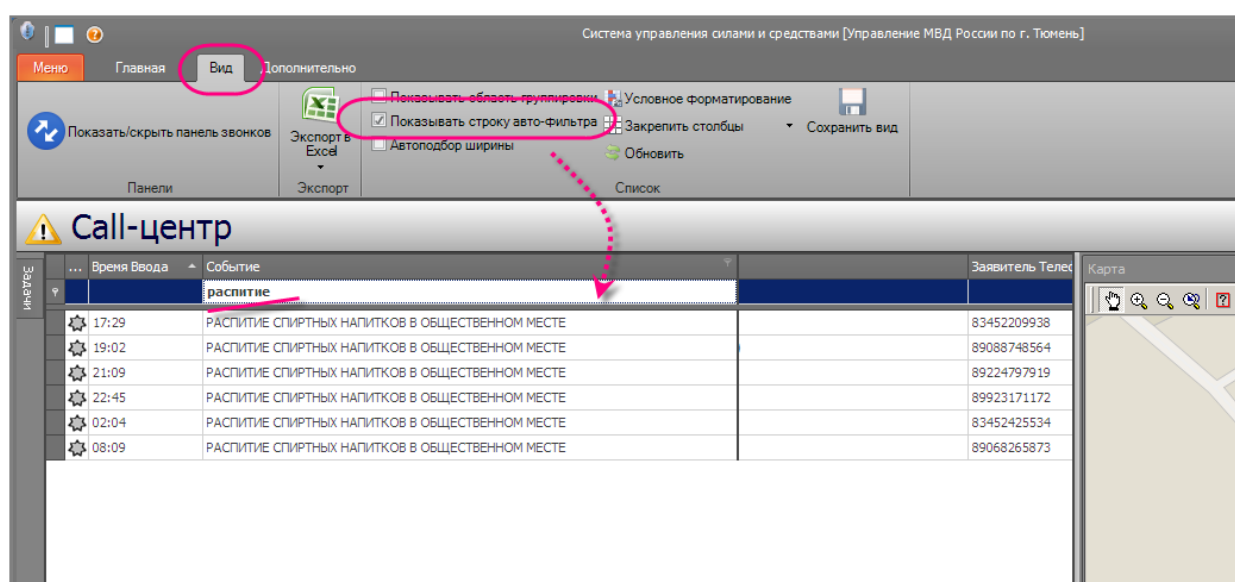 Система управления силами и средствами [Управление МВД России по г. Тюмень]
Меню Главная Вид Дополнительно
Показать/скрыть панель звонков
Экспорт в
Excel
Показывать область группировки
Показывать строку авто-фильтра
Автоподбор ширины
Условное форматирование
Закрепить столбцы
Обновить
Сохранить вид
Панели Экспорт Список
Call-центр
Задачи
... Время Ввода Событие Заявитель Телеф
Карта
распитие
17:29 РАСПИТИЕ СПИРТНЫХ НАПИТКОВ В ОБЩЕСТВЕННОМ МЕСТЕ 83452209938
19:02 РАСПИТИЕ СПИРТНЫХ НАПИТКОВ В ОБЩЕСТВЕННОМ МЕСТЕ 89088748564
21:09 РАСПИТИЕ СПИРТНЫХ НАПИТКОВ В ОБЩЕСТВЕННОМ МЕСТЕ 89224797919
22:45 РАСПИТИЕ СПИРТНЫХ НАПИТКОВ В ОБЩЕСТВЕННОМ МЕСТЕ 89923171172
02:04 РАСПИТИЕ СПИРТНЫХ НАПИТКОВ В ОБЩЕСТВЕННОМ МЕСТЕ 83452425534
08:09 РАСПИТИЕ СПИРТНЫХ НАПИТКОВ В ОБЩЕСТВЕННОМ МЕСТЕ 89068265873